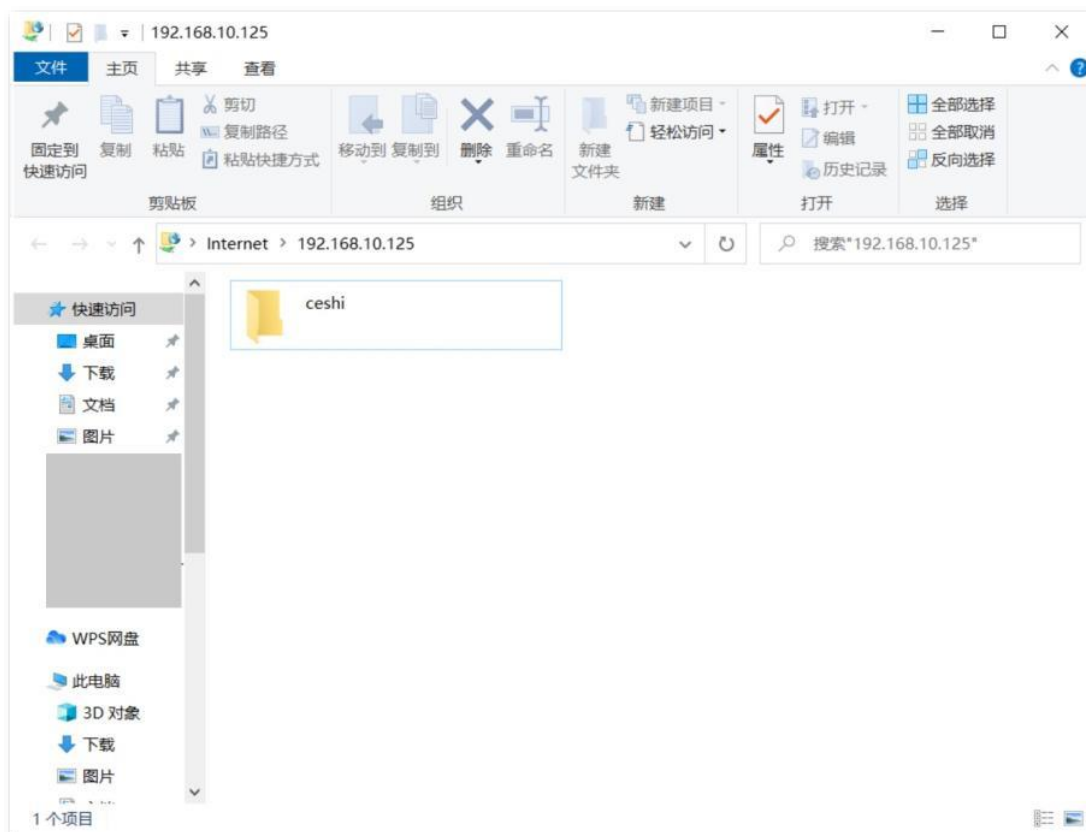 192.168.10.125
文件 主页 共享 查看
固定到
快速访问
复制
粘贴
剪切
复制路径
粘贴快捷方式
移动到 复制到
删除
重命名
新建
文件夹
新建项目
轻松访问
属性
打开
编辑
历史记录
全部选择
全部取消
反向选择
剪贴板 组织 新建 打开 选择
Internet > 192.168.10.125
搜索"192.168.10.125"
快速访问
桌面
下载
文档
图片
WPS网盘
此电脑
3D 对象
下载
图片
ceshi
1 个项目